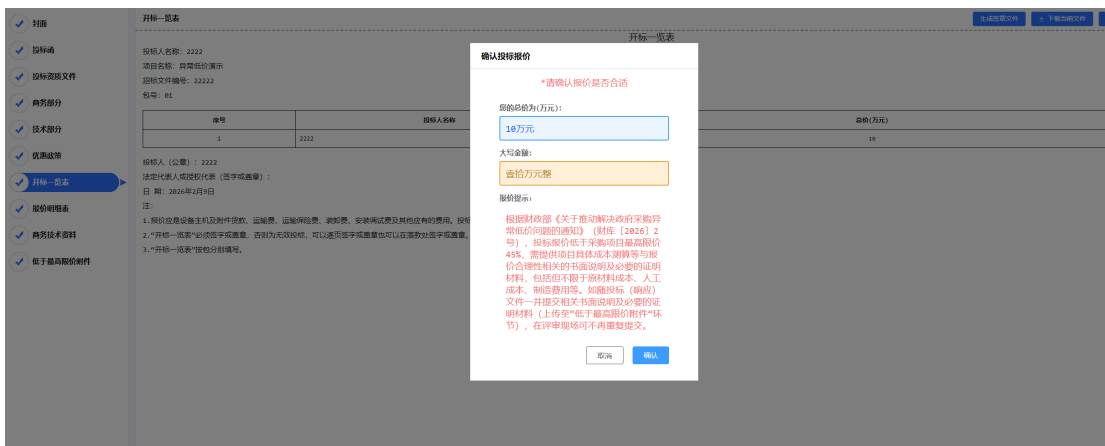 封面
投标函
投标资质文件
商务部分
技术部分
优惠政策
开标一览表
报价明细表
商务技术资料
低于最高限价附件
开标一览表
生成签章文件
下载当前文件
开标一览表
投标人名称: 2222
项目名称: 异常低价演示
招标文件编号: 22222
包号: 01
序号 投标人名称 总价(万元)
1 2222 10
投标人 (公章) : 2222
法定代表人或授权代表 (签字或盖章) :
日 期: 2026年2月9日
注:
1.报价应是设备主机及附件货款、运输费、运输保险费、装卸费、安装调试费及其他应有的费用。投标
2."开标一览表"必须签字或盖章, 否则为无效投标、可以逐页签字或盖章也可以在落款处签字或盖章。
3."开标一览表"按包分别填写。
确认投标报价
*请确认报价是否合适
您的总价为(万元):
10万元
大写金额:
壹拾万元整
报价提示:
根据财政部《关于推动解决政府采购异
常低价问题的通知》(财库〔2026〕2
号), 投标报价低于采购项目最高限价
45%, 需提供项目具体成本测算等与报
价合理性相关的书面说明及必要的证明
材料, 包括但不限于原材料成本、人工
成本、制造费用等。如随投标 (响应)
文件一并提交相关书面说明及必要的证
明材料 (上传至"低于最高限价附件"环
节), 在评审现场可不再重复提交。
取消
确认